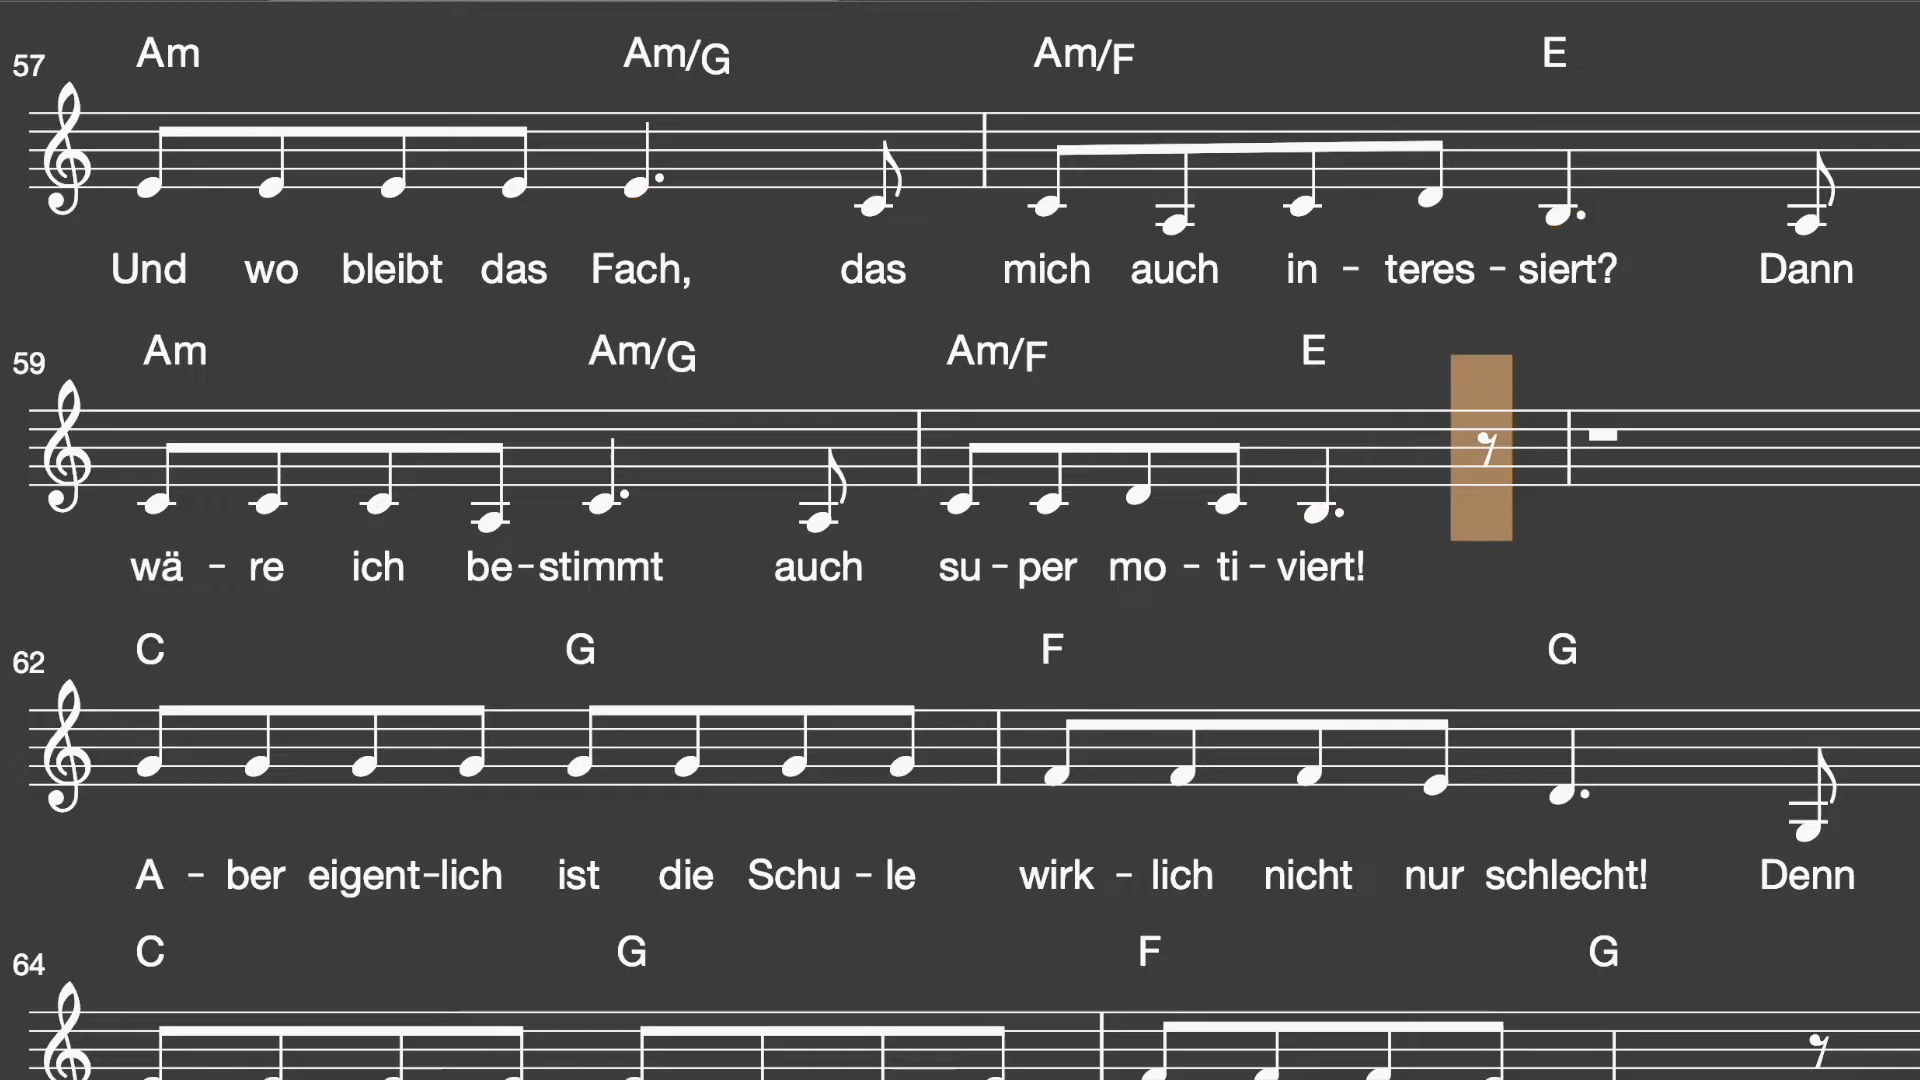 57 Am Am/G Am/F E
Und wo bleibt das Fach, das mich auch in - teres - siert? Dann
59 Am Am/G Am/F E
wä - re ich be - stimmt auch su - per mo - ti - viert!
62 C G F G
A - ber eigent - lich ist die Schu - le wirk - lich nicht nur schlecht! Denn
64 C G F G